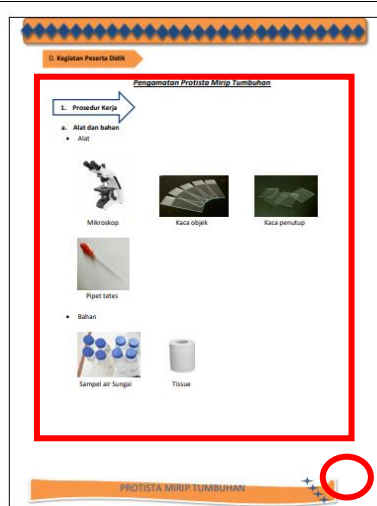 D. Kegiatan Peserta Didik
Pengamatan Protista Mirip Tumbuhan
1. Prosedur Kerja
a. Alat dan bahan
• Alat
Mikroskop
Kaca objek
Kaca penutup
Pipet tetes
• Bahan
Sampel air Sungai
Tissue
PROTISTA MIRIP TUMBUHAN